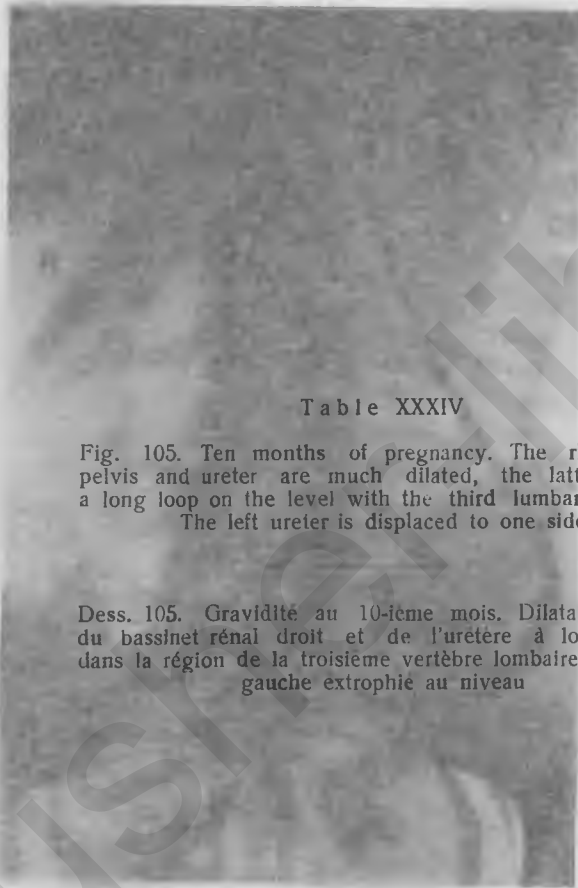 Table XXXIV
Fig. 105. Ten months of pregnancy. The r
pelvis and ureter are much dilated, the latt
a long loop on the level with the third lumbar
The left ureter is displaced to one side
Dess. 105. Gravidité au 10-ième mois. Dilata
du bassinet rénal droit et de l'uretère à lo
dans la région de la troisième vertèbre lombaire
gauche extrophié au niveau